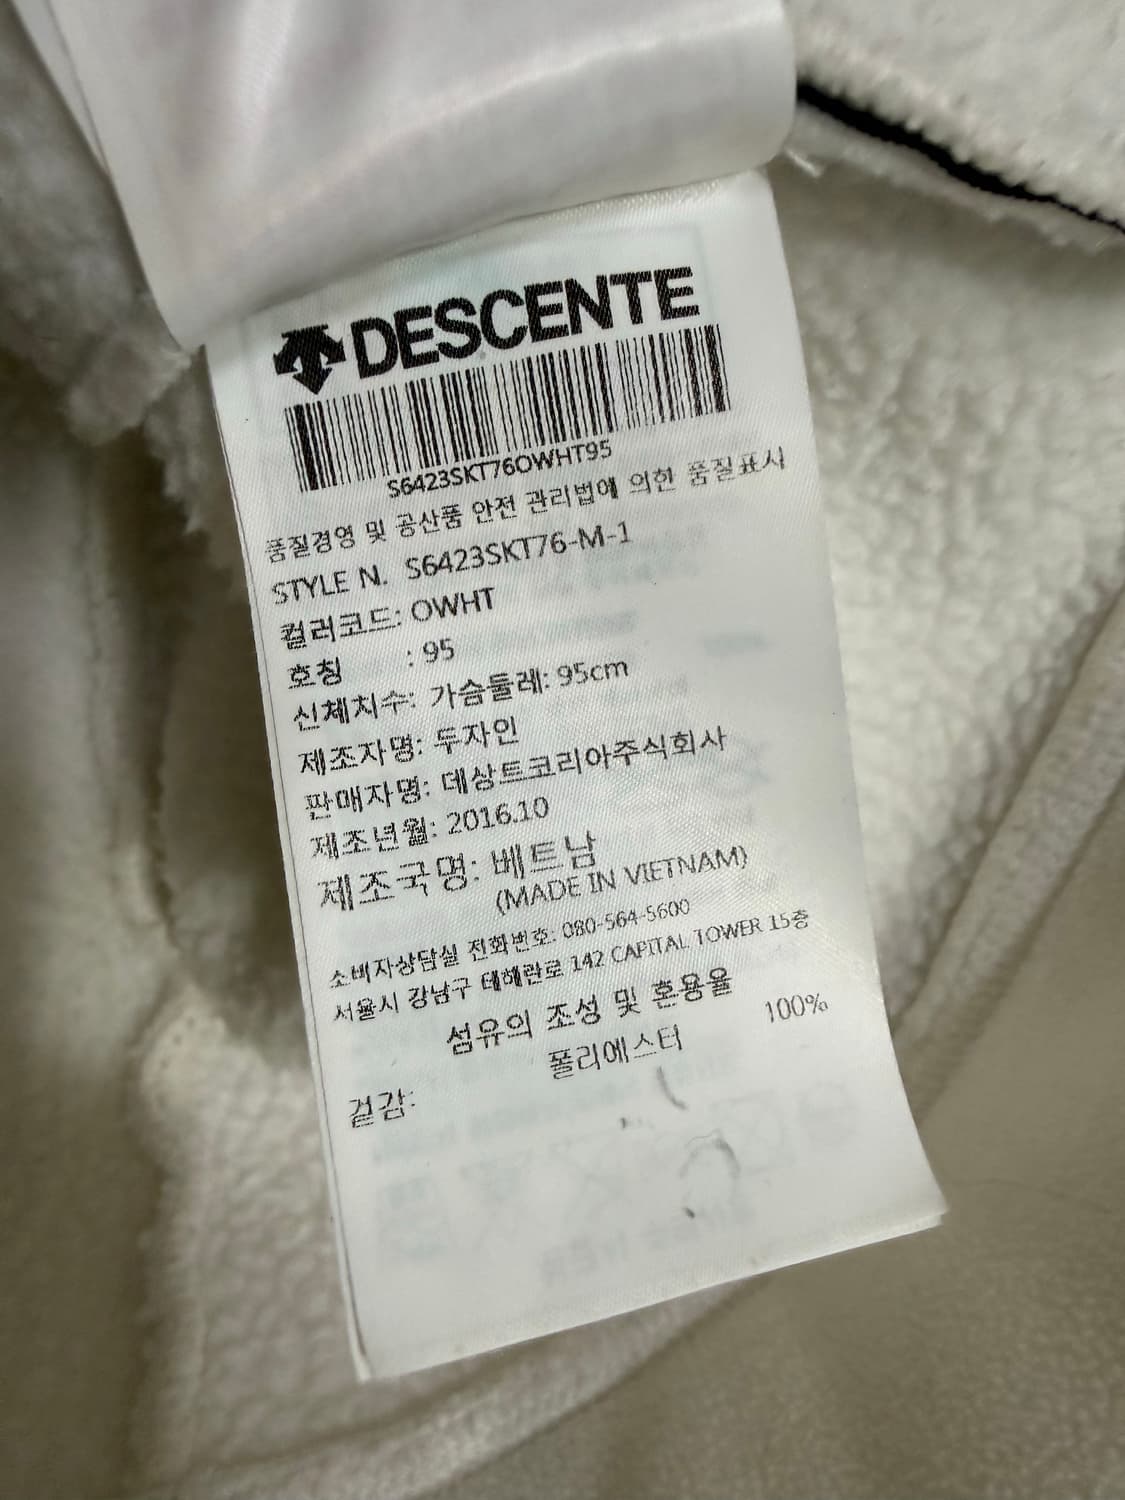 DESCENTE
S6423SKT76OWHT95
품질경영 및 공산품 안전 관리법에 의한 품질표시
STYLE N. S6423SKT76-M-1
컬러코드: OWHT
호칭 : 95
신체치수: 가슴둘레: 95cm
제조자명: 두자인
판매자명: 데상트코리아주식회사
제조년월: 2016.10
제조국명: 베트남
(MADE IN VIETNAM)
소비자상담실 전화번호: 080-564-5600
서울시 강남구 테헤란로 142 CAPITAL TOWER 15층
섬유의 조성 및 혼용율
폴리에스터 100%
겉감: